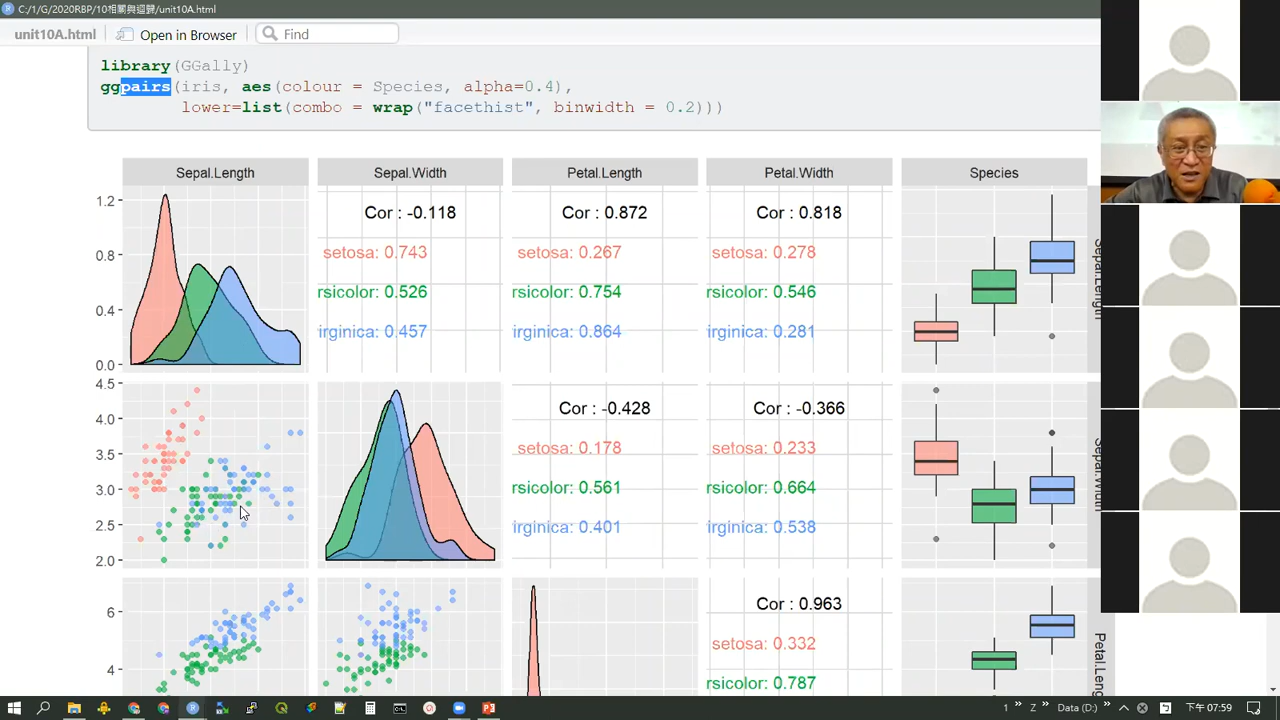 C:/1/G/2020RBP/10相關與迴歸/unit10A.html
unit10A.html Open in Browser Find
library(GGally)
ggpairs(iris, aes(colour = Species, alpha=0.4),
lower=list(combo = wrap("facethist", binwidth = 0.2)))
Sepal.Length Sepal.Width Petal.Length Petal.Width Species
1.2
0.8
0.4
0.0
Cor : -0.118
setosa: 0.743
rsicolor: 0.526
irginica: 0.457
Cor : 0.872
setosa: 0.267
rsicolor: 0.754
irginica: 0.864
Cor : 0.818
setosa: 0.278
rsicolor: 0.546
irginica: 0.281
Sepal.Length
4.5
4.0
3.5
3.0
2.5
2.0
Cor : -0.428
setosa: 0.178
rsicolor: 0.561
irginica: 0.401
Cor : -0.366
setosa: 0.233
rsicolor: 0.664
irginica: 0.538
Sepal.Width
6
4
Cor : 0.963
setosa: 0.332
rsicolor: 0.787
Petal.Leng
1 Z Data (D:) 下午 07:59